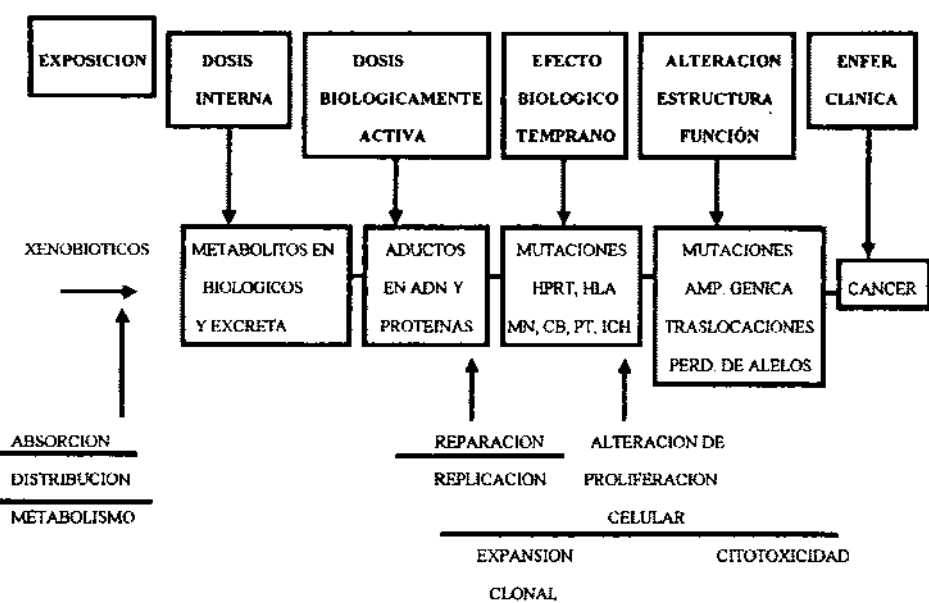 EXPOSICION
DOSIS
INTERNA
DOSIS
BIOLOGICAMENTE
ACTIVA
EFECTO
BIOLOGICO
TEMPRANO
ALTERACION
ESTRUCTURA
FUNCIÓN
ENFER.
CLINICA
XENOBIOTICOS
METABOLITOS EN
BIOLOGICOS
Y EXCRETA
ADUCTOS
EN ADN Y
PROTEINAS
MUTACIONES
HPRT, HLA
MN, CB, PT, ICH
MUTACIONES
AMP. GENICA
TRASLOCACIONES
PERD. DE ALELOS
CANCER
ABSORCION
DISTRIBUCION
METABOLISMO
REPARACION
REPLICACION
ALTERACION DE
PROLIFERACION
CELULAR
EXPANSION
CLONAL
CITOTOXICIDAD